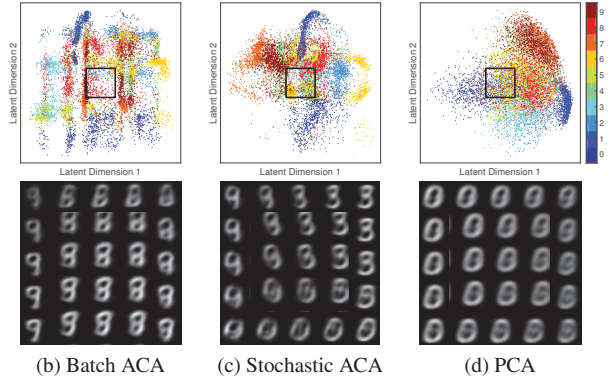 Latent Dimension 2
Latent Dimension 1
Latent Dimension 2
Latent Dimension 1
Latent Dimension 2
Latent Dimension 1
9
8
7
6
5
4
3
2
1
0
(b) Batch ACA
(c) Stochastic ACA
(d) PCA